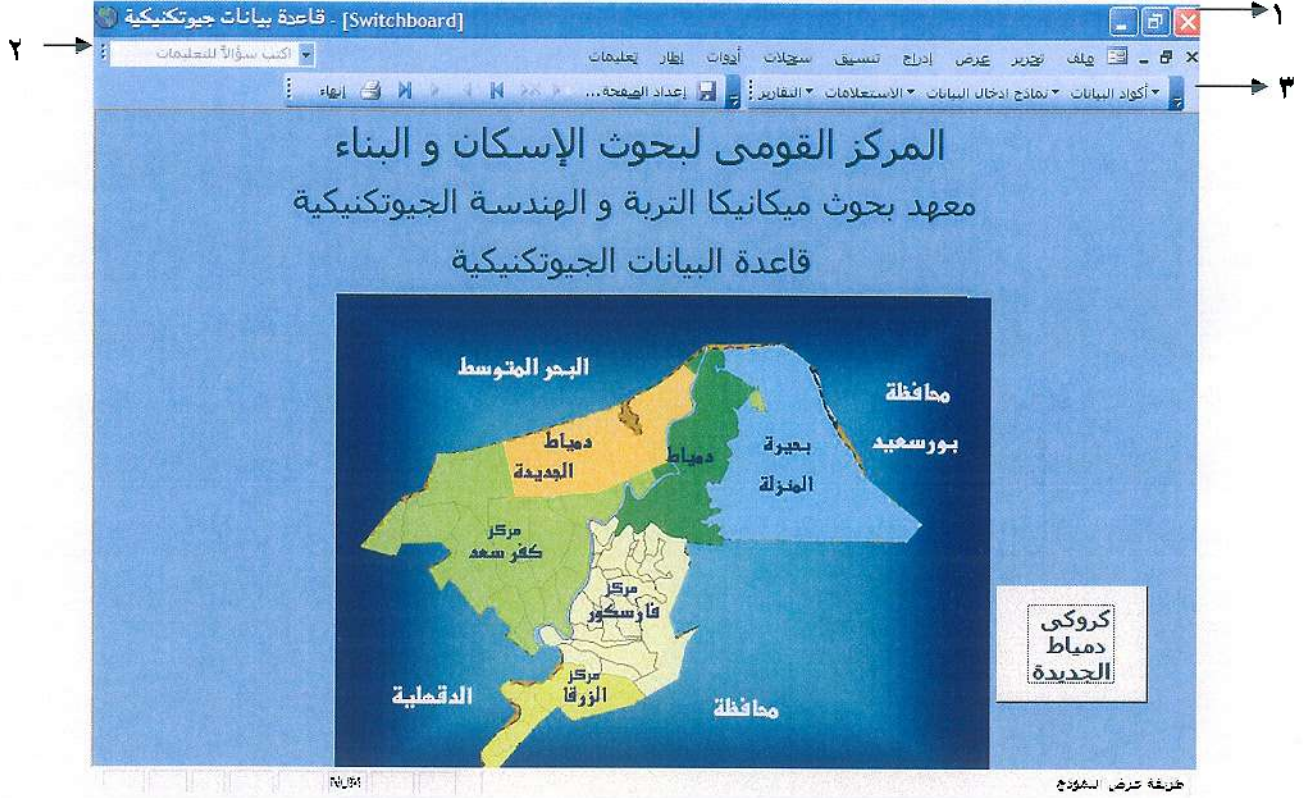 قاعدة بيانات جيوتكنيكية - [Switchboard]
١
ملف تحرير عرض إدراج تنسيق سجلات أدوات إطار تعليمات
اكتب سؤالاً للتعليمات
٢
أكواد البيانات نماذج ادخال البيانات الاستعلامات التقارير
إعداد الصفحة...
إنهاء
٣
المركز القومى لبحوث الإسكان و البناء
معهد بحوث ميكانيكا التربة و الهندسة الجيوتكنيكية
قاعدة البيانات الجيوتكنيكية
البحر المتوسط
محافظة
بورسعيد
دمياط
الجديدة
دمياط
بحيرة
المنزلة
مركز
كفر سعد
مركز
فارسكور
مركز
الزرقا
الدقهلية
محافظة
كروكى
دمياط
الجديدة
طريقة عرض النموذج
NUM